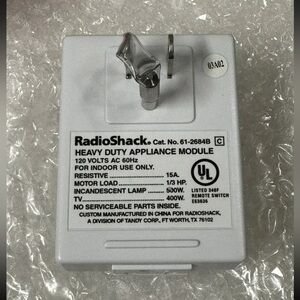 03A02
RadioShack® Cat. No. 61-2684B C
HEAVY DUTY APPLIANCE MODULE
120 VOLTS AC 60Hz
FOR INDOOR USE ONLY.
RESISTIVE 15A.
MOTOR LOAD 1/3 HP.
INCANDESCENT LAMP 500W.
TV 400W.
NO SERVICEABLE PARTS INSIDE.
UL
LISTED 246F
REMOTE SWITCH
E63626
CUSTOM MANUFACTURED IN CHINA FOR RADIOSHACK,
A DIVISION OF TANDY CORP., FT WORTH, TX 76102